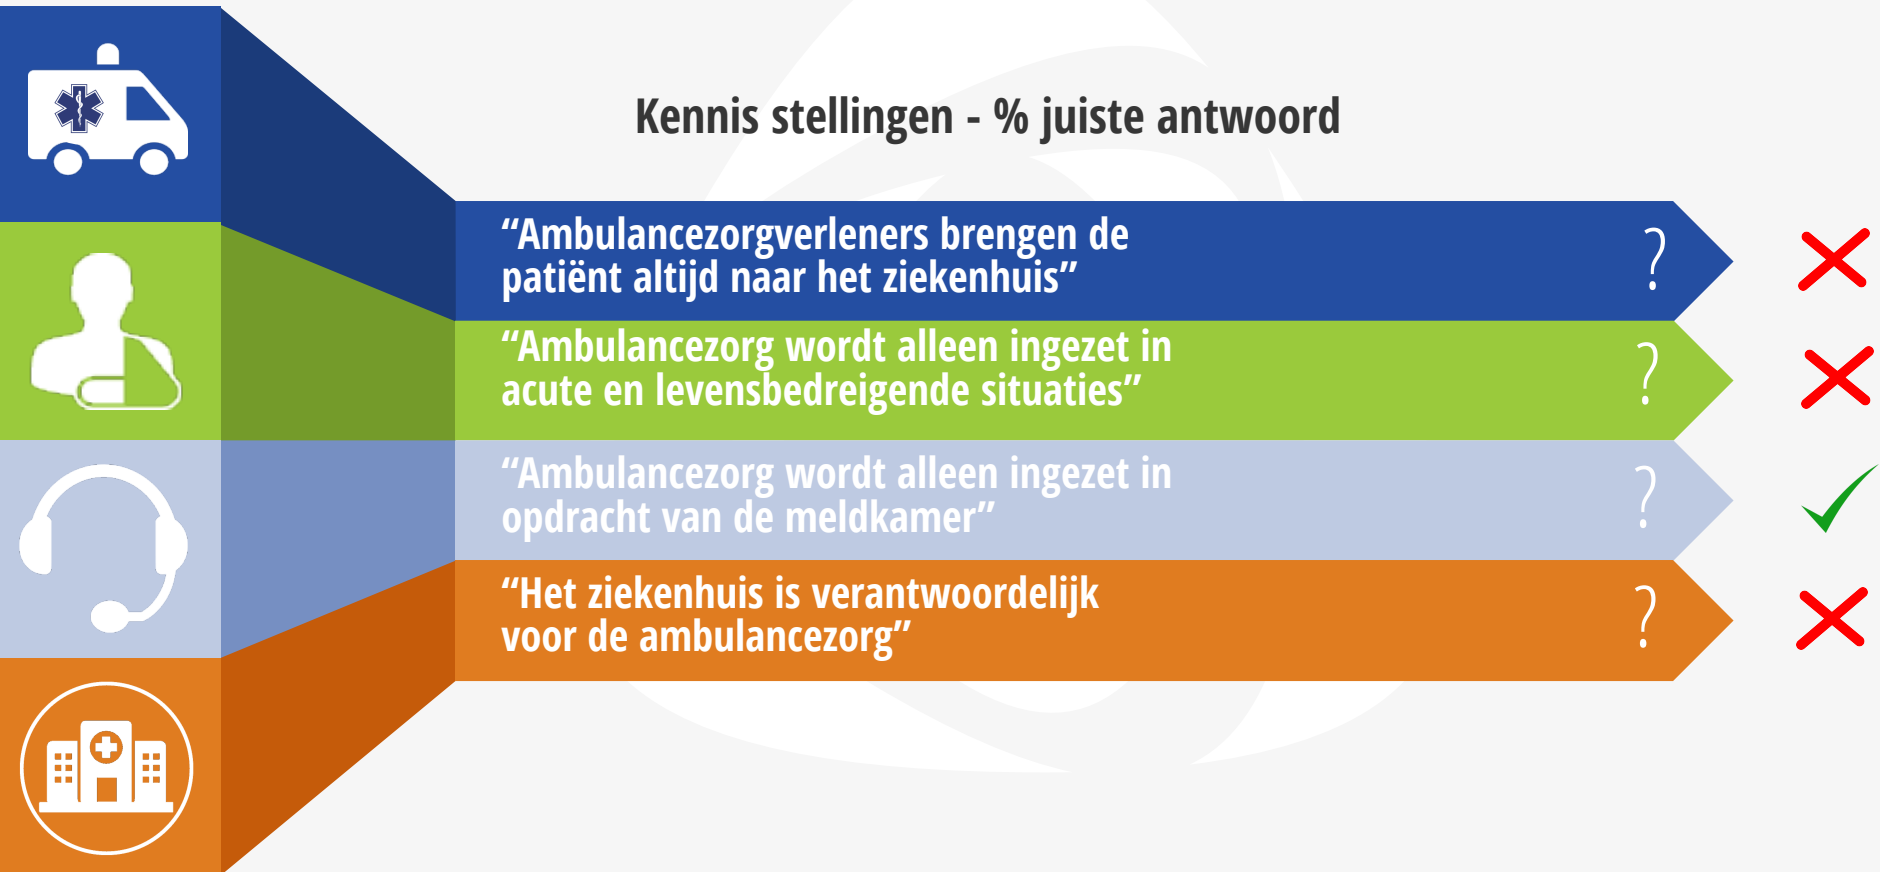 Kennis stellingen - % juiste antwoord
“Ambulancezorgverleners brengen de
patiënt altijd naar het ziekenhuis”
?
“Ambulancezorg wordt alleen ingezet in
acute en levensbedreigende situaties”
?
“Ambulancezorg wordt alleen ingezet in
opdracht van de meldkamer”
?
“Het ziekenhuis is verantwoordelijk
voor de ambulancezorg”
?